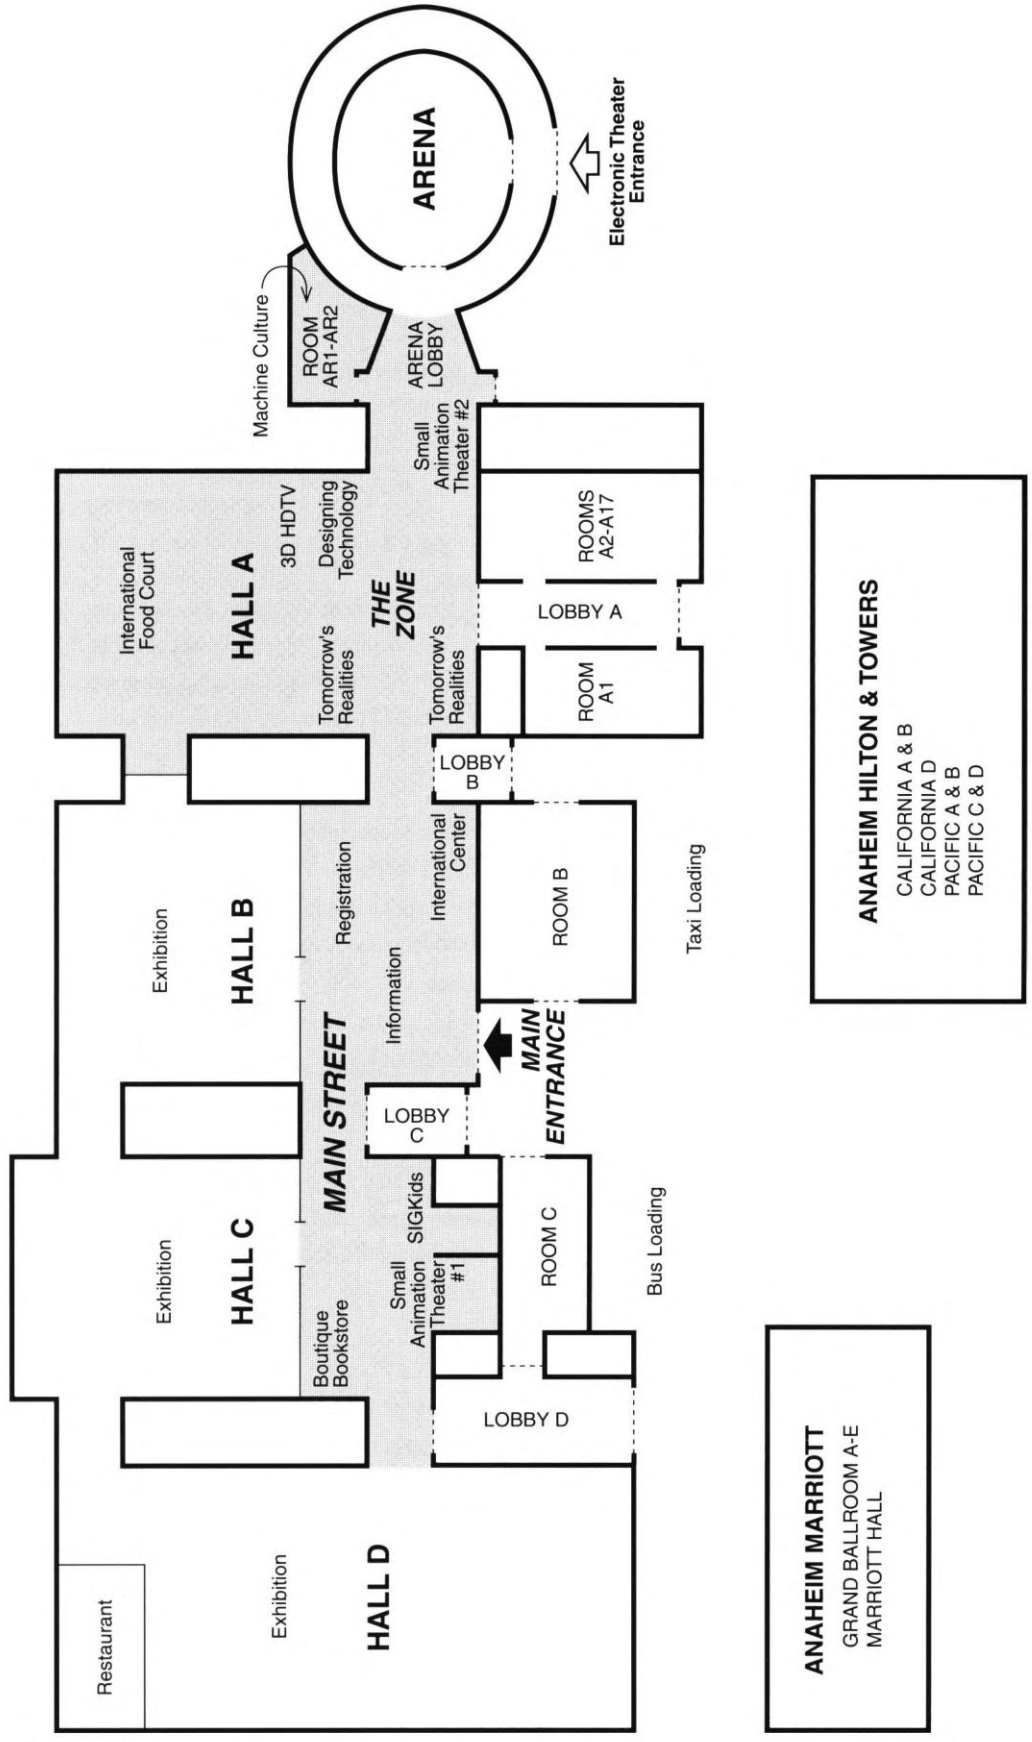 Restaurant
Exhibition
HALL D
Exhibition
HALL C
Exhibition
HALL B
International
Food Court
HALL A
3D HDTV
Designing
Technology
Tomorrow's
Realities
THE
ZONE
Tomorrow's
Realities
Machine Culture
ROOM
AR1-AR2
ARENA
LOBBY
Small
Animation
Theater #2
ARENA
Electronic Theater
Entrance
Boutique
Bookstore
MAIN STREET
Small
Animation
Theater
#1
SIGKids
LOBBY
C
Information
Registration
International
Center
LOBBY
B
LOBBY D
ROOM C
MAIN
ENTRANCE
ROOM B
ROOM
A1
LOBBY A
ROOMS
A2-A17
Bus Loading
Taxi Loading
ANAHEIM MARRIOTT
GRAND BALLROOM A-E
MARRIOTT HALL
ANAHEIM HILTON & TOWERS
CALIFORNIA A & B
CALIFORNIA D
PACIFIC A & B
PACIFIC C & D